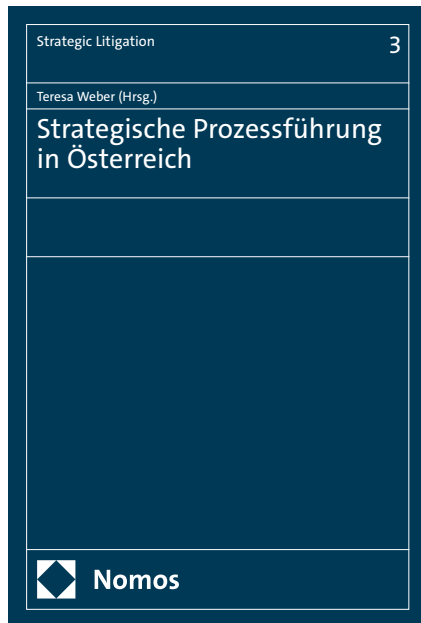 Strategic Litigation 3
Teresa Weber (Hrsg.)
Strategische Prozessführung
in Österreich
Nomos